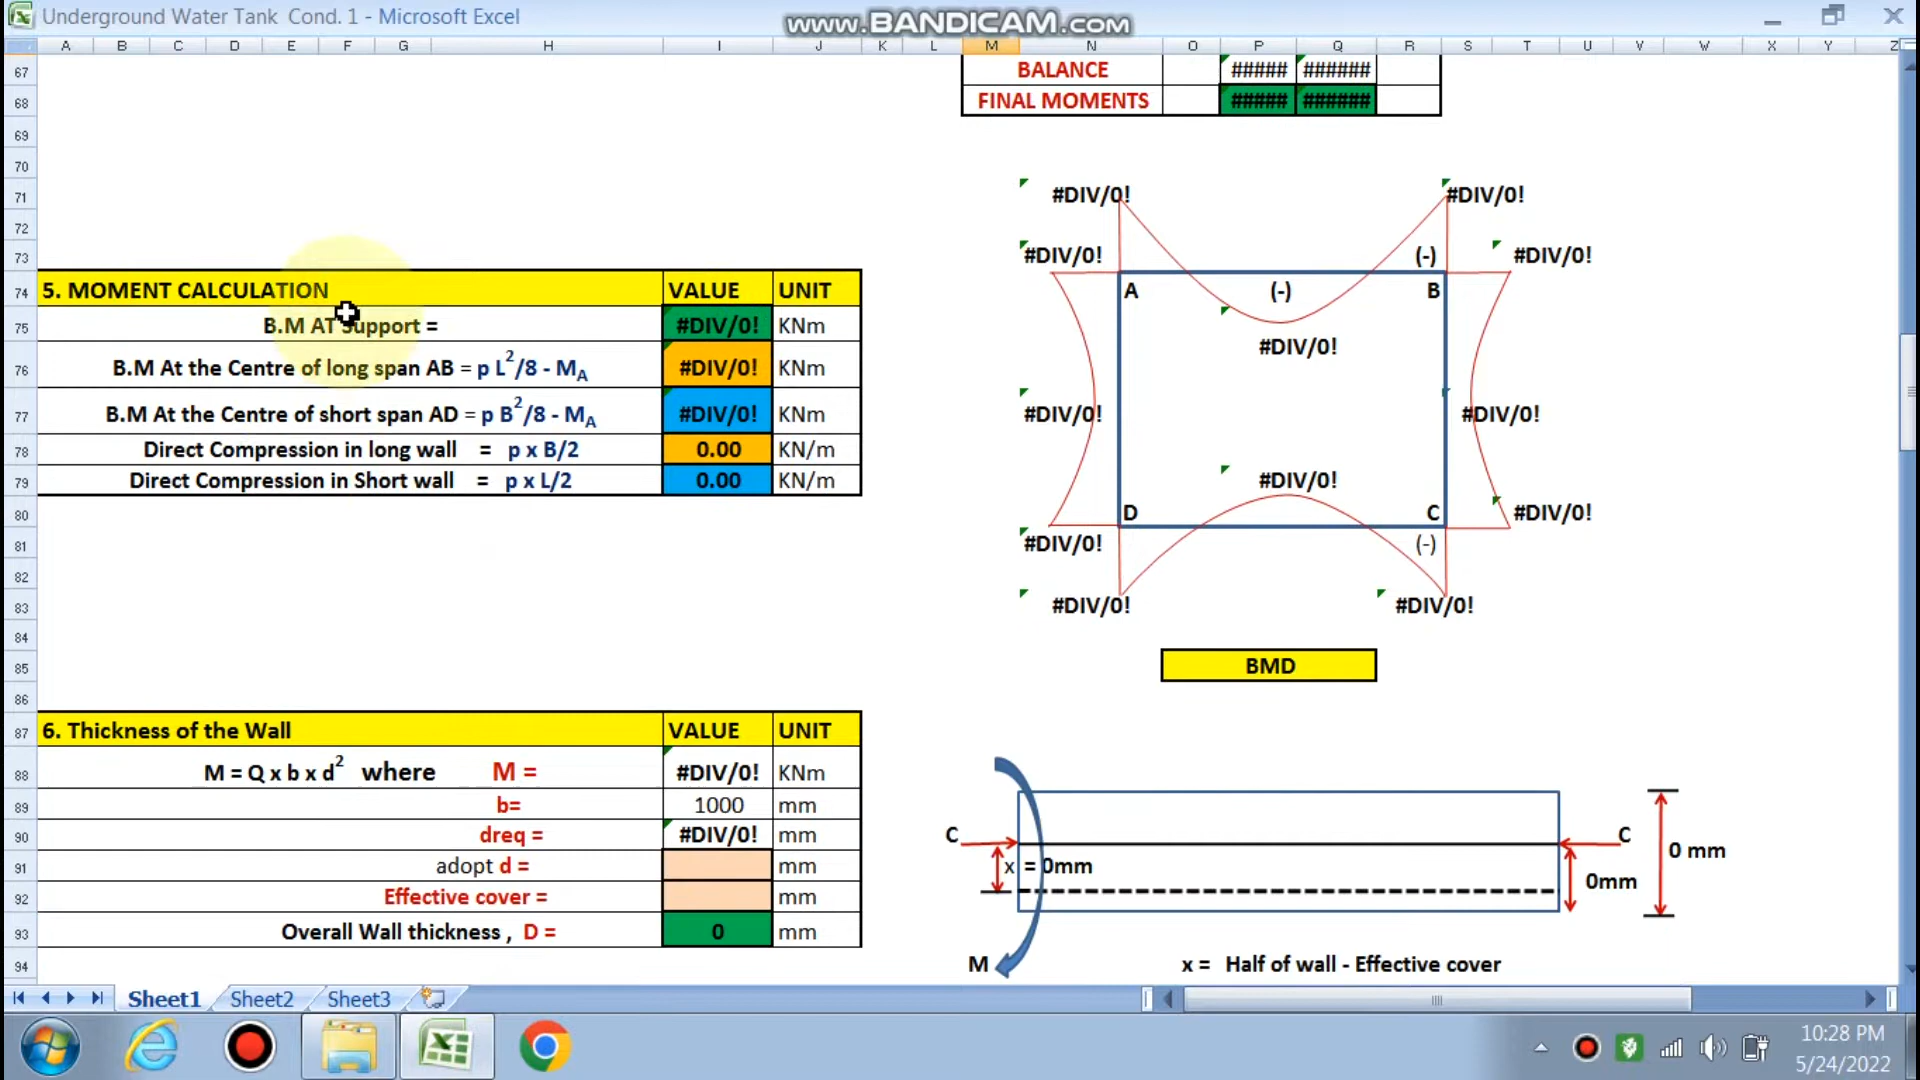 Underground Water Tank Cond. 1 - Microsoft Excel
WWW.BANDICAM.COM
A B C D E F G H I J K L M N O P Q R S T U V W X Y Z
67 BALANCE ##### ######
68 FINAL MOMENTS ##### ######
69
70
71 #DIV/0! #DIV/0!
72
73 #DIV/0! (-) #DIV/0!
74 5. MOMENT CALCULATION VALUE UNIT A (-) B
75 B.M AT Support = #DIV/0! KNm
#DIV/0!
76 B.M At the Centre of long span AB = p L²/8 - MA #DIV/0! KNm
77 B.M At the Centre of short span AD = p B²/8 - MA #DIV/0! KNm #DIV/0! #DIV/0!
78 Direct Compression in long wall = p x B/2 0.00 KN/m
79 Direct Compression in Short wall = p x L/2 0.00 KN/m #DIV/0!
80 D C #DIV/0!
81 #DIV/0! (-)
82
83 #DIV/0! #DIV/0!
84
85 BMD
86
87 6. Thickness of the Wall VALUE UNIT
88 M = Q x b x d² where M = #DIV/0! KNm
89 b= 1000 mm
90 dreq = #DIV/0! mm C C
0 mm
91 adopt d = mm x = 0mm
0mm
92 Effective cover = mm
93 Overall Wall thickness , D = 0 mm
94 M x = Half of wall - Effective cover
Sheet1 Sheet2 Sheet3
10:28 PM
5/24/2022